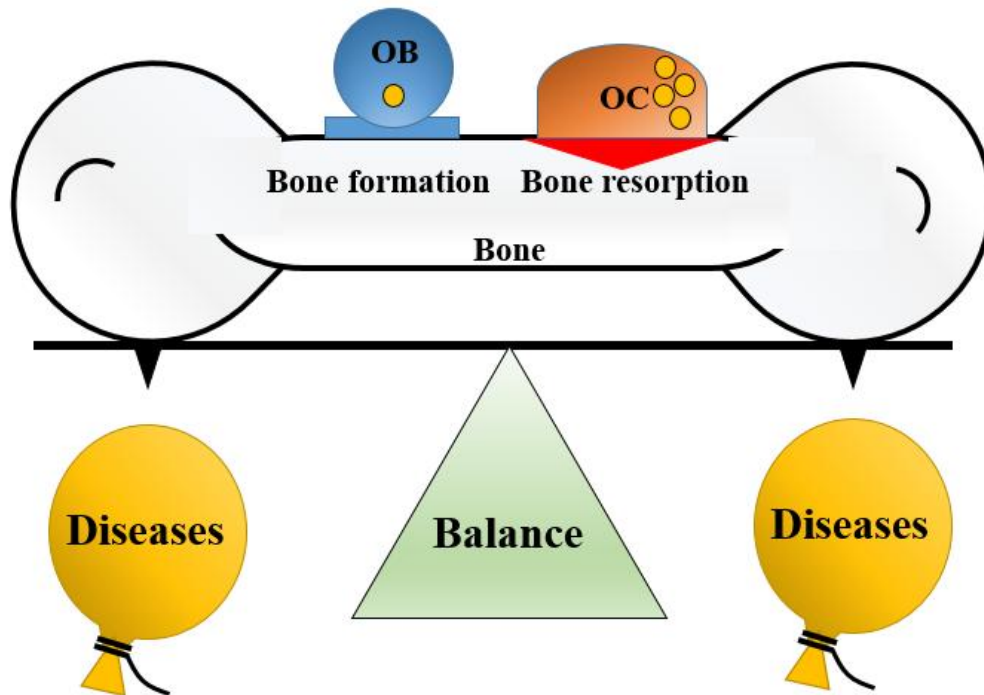 OB
OC
Bone formation
Bone resorption
Bone
Diseases
Balance
Diseases